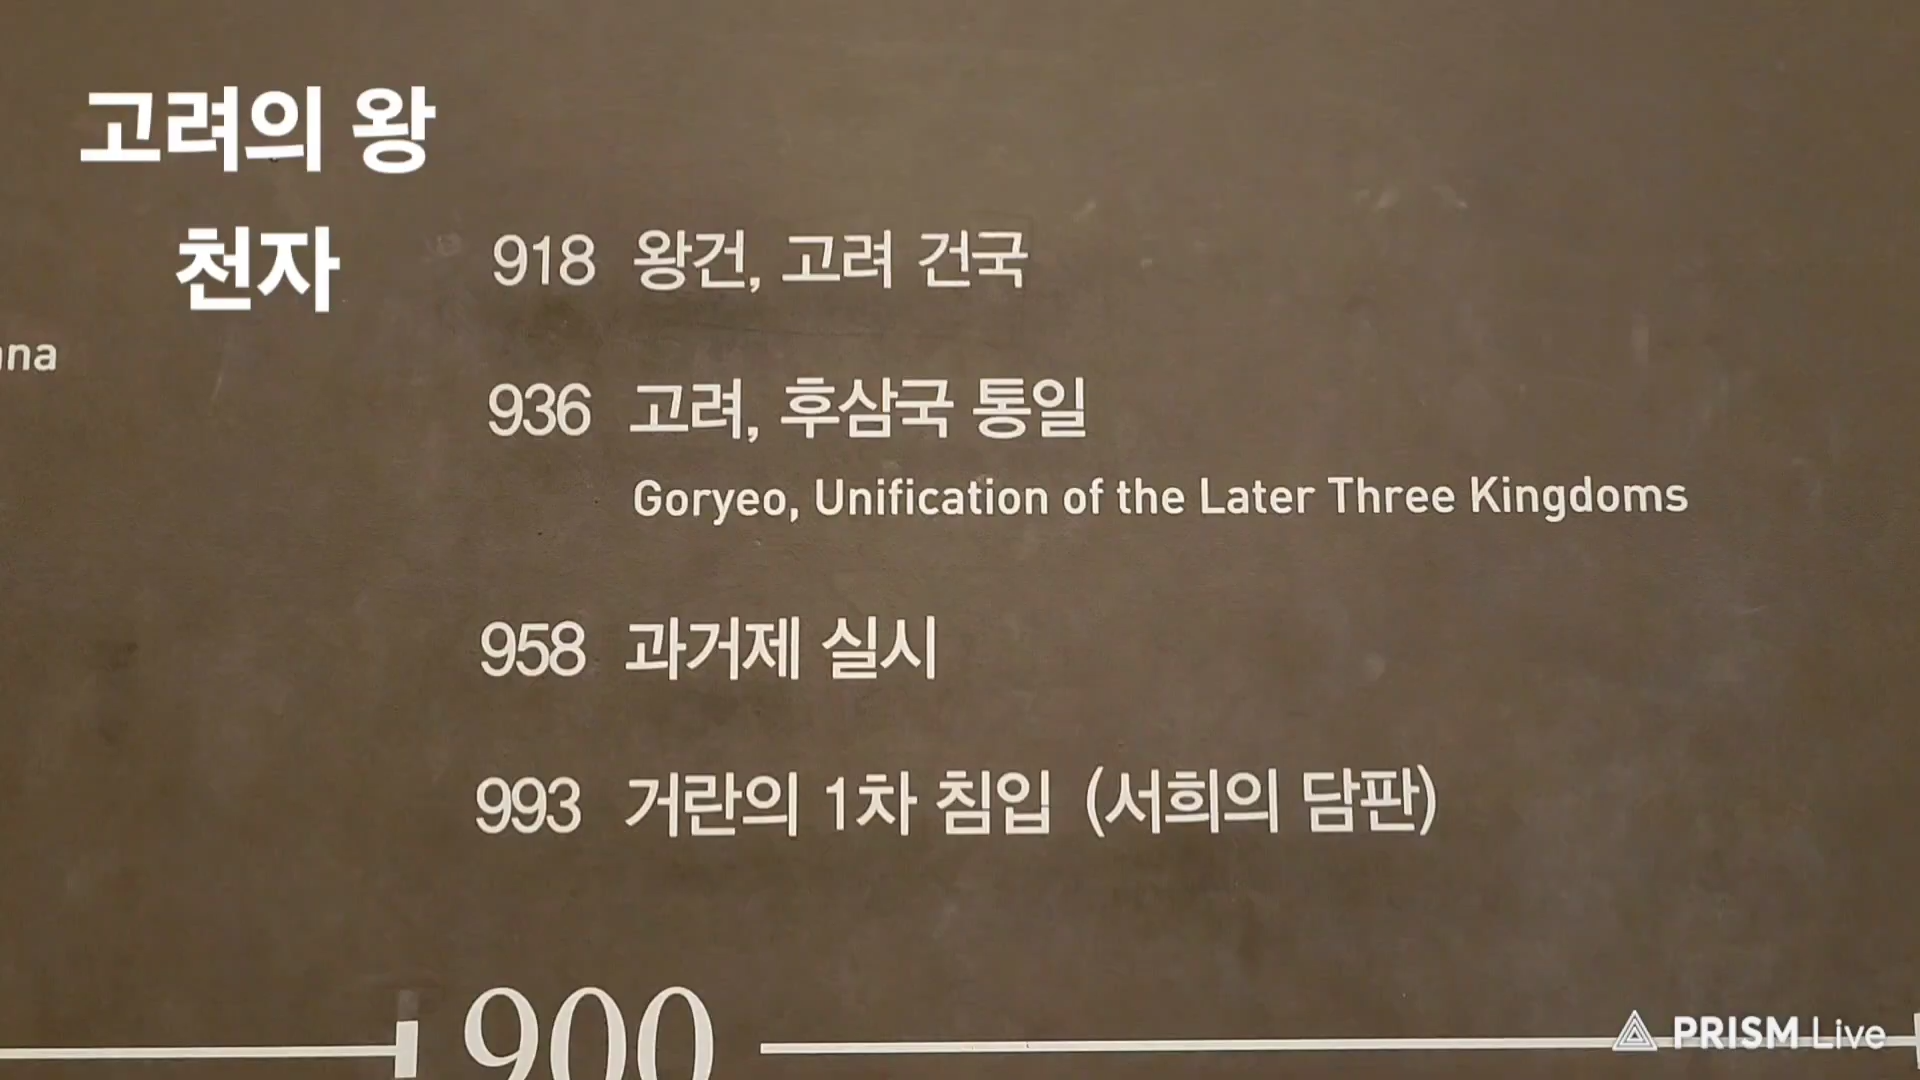 고려의 왕
천자
918 왕건, 고려 건국
936 고려, 후삼국 통일
Goryeo, Unification of the Later Three Kingdoms
958 과거제 실시
993 거란의 1차 침입 (서희의 담판)
900
PRISM Live